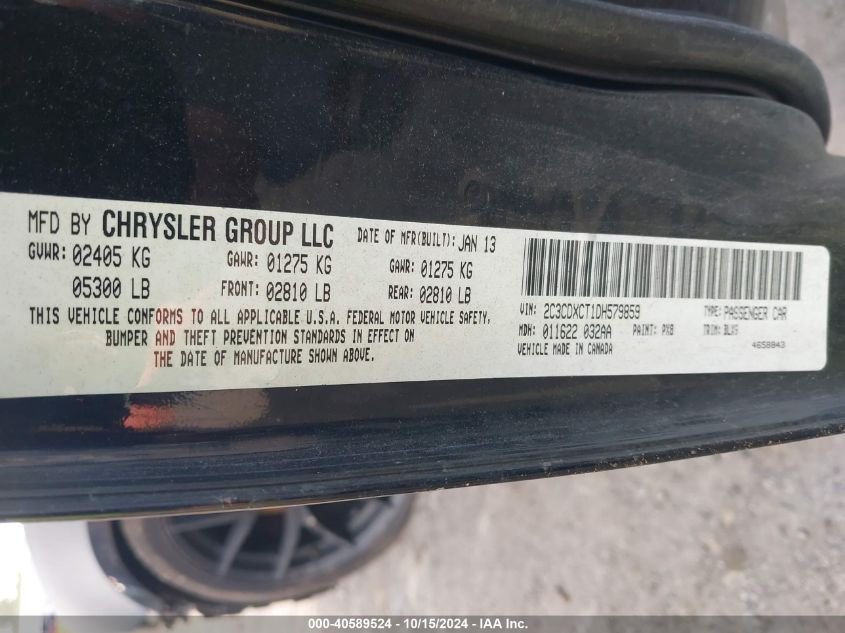 MFD BY CHRYSLER GROUP LLC DATE OF MFR(BUILT): JAN 13
GVWR: 02405 KG GAWR: 01275 KG GAWR: 01275 KG
05300 LB FRONT: 02810 LB REAR: 02810 LB
THIS VEHICLE CONFORMS TO ALL APPLICABLE U.S.A. FEDERAL MOTOR VEHICLE SAFETY,
BUMPER AND THEFT PREVENTION STANDARDS IN EFFECT ON
THE DATE OF MANUFACTURE SHOWN ABOVE.
VIN: 2C3CDXCT1DH579859 TYPE: PASSENGER CAR
MDH: 011622 032AA PAINT: PX8 TRIM: BLX9
VEHICLE MADE IN CANADA 4658843
000-40589524 - 10/15/2024 - IAA Inc.